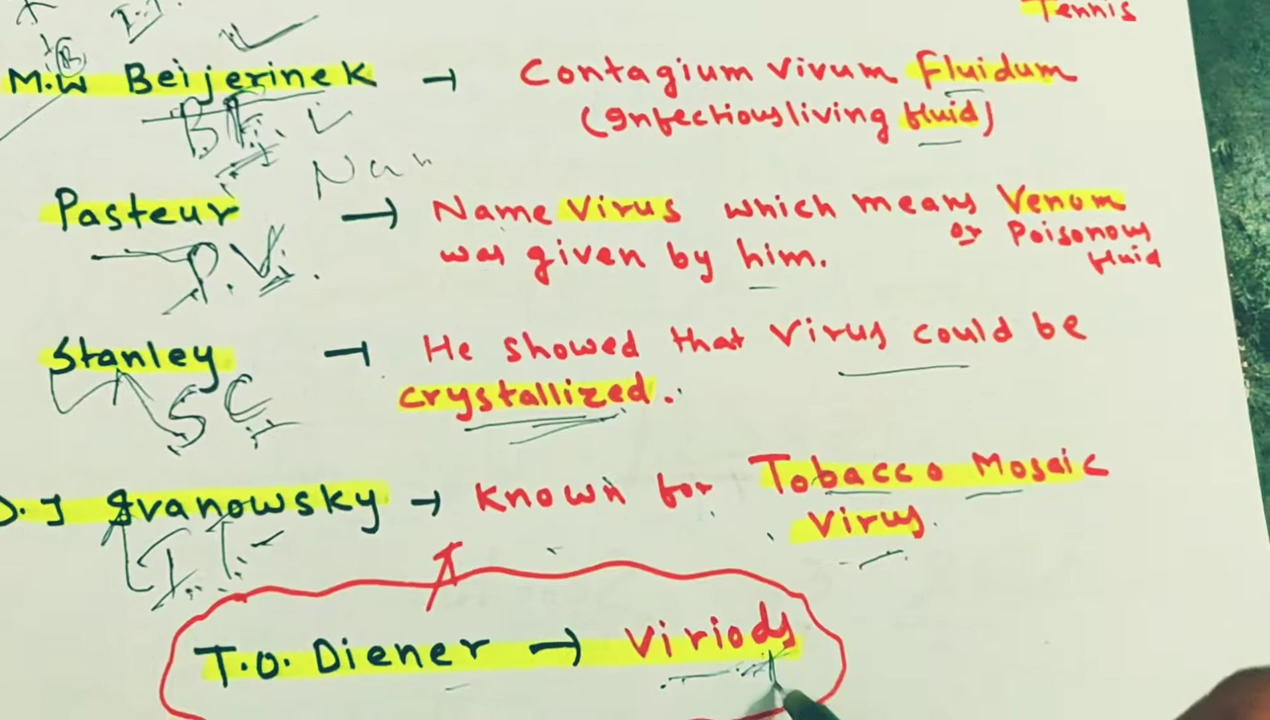 Tennis
M.W Beijerinek → Contagium vivum Fluidum
(Infectious living fluid)
Pasteur → Name Virus which means Venom
or Poisonous
was given by him. fluid
P.V.
Stanley → He showed that Virus could be
crystallized.
SC
D.J Ivanowsky → Known for Tobacco Mosaic
Virus.
I.T.
T.O. Diener → Viriods